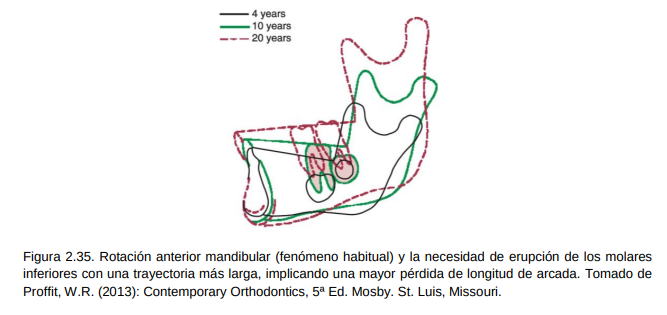 4 years
10 years
20 years
Figura 2.35. Rotación anterior mandibular (fenómeno habitual) y la necesidad de erupción de los molares
inferiores con una trayectoria más larga, implicando una mayor pérdida de longitud de arcada. Tomado de
Proffit, W.R. (2013): Contemporary Orthodontics, 5ª Ed. Mosby. St. Luis, Missouri.